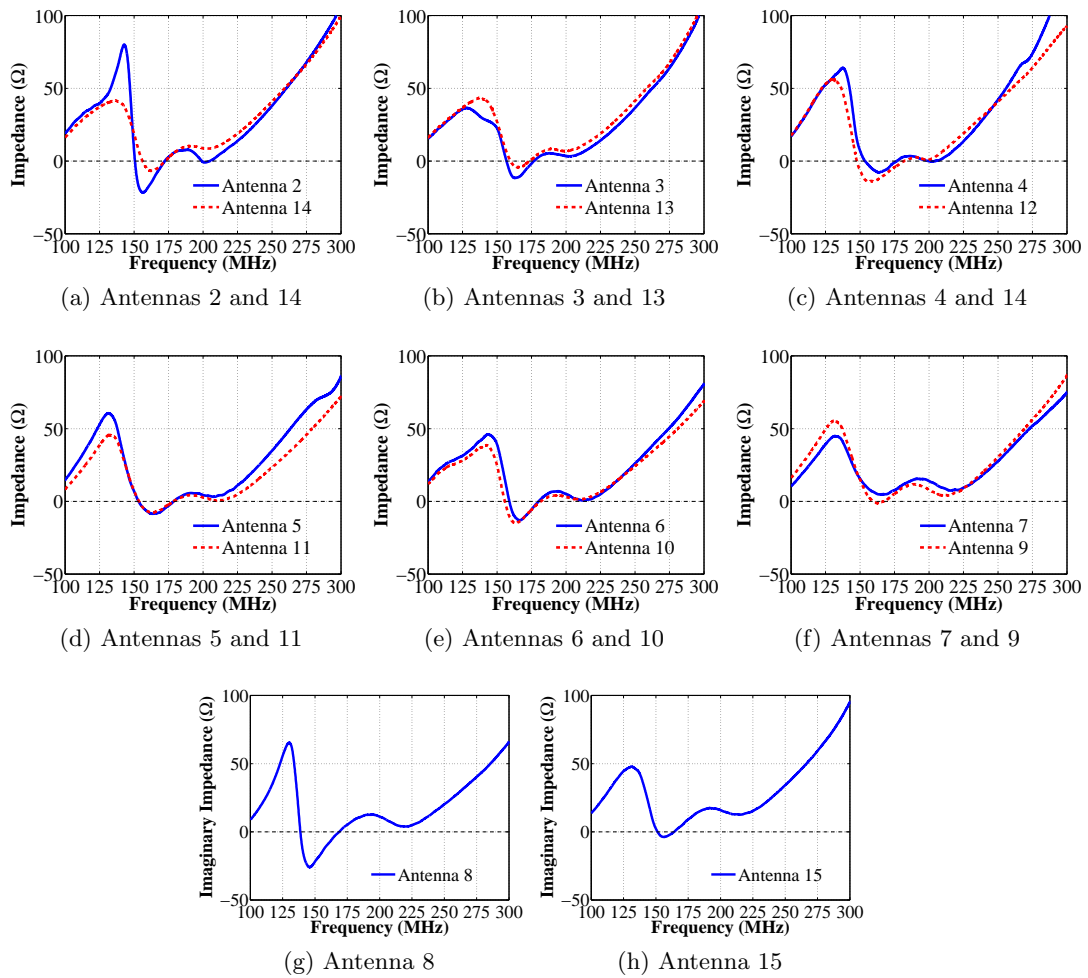 100
50
0
−50
Impedance (Ω)
Antenna 2
Antenna 14
100 125 150 175 200 225 250 275 300
Frequency (MHz)
(a) Antennas 2 and 14
100
50
0
−50
Impedance (Ω)
Antenna 3
Antenna 13
100 125 150 175 200 225 250 275 300
Frequency (MHz)
(b) Antennas 3 and 13
100
50
0
−50
Impedance (Ω)
Antenna 4
Antenna 12
100 125 150 175 200 225 250 275 300
Frequency (MHz)
(c) Antennas 4 and 14
100
50
0
−50
Impedance (Ω)
Antenna 5
Antenna 11
100 125 150 175 200 225 250 275 300
Frequency (MHz)
(d) Antennas 5 and 11
100
50
0
−50
Impedance (Ω)
Antenna 6
Antenna 10
100 125 150 175 200 225 250 275 300
Frequency (MHz)
(e) Antennas 6 and 10
100
50
0
−50
Impedance (Ω)
Antenna 7
Antenna 9
100 125 150 175 200 225 250 275 300
Frequency (MHz)
(f) Antennas 7 and 9
100
50
0
−50
Imaginary Impedance (Ω)
Antenna 8
100 125 150 175 200 225 250 275 300
Frequency (MHz)
(g) Antenna 8
100
50
0
−50
Imaginary Impedance (Ω)
Antenna 15
100 125 150 175 200 225 250 275 300
Frequency (MHz)
(h) Antenna 15